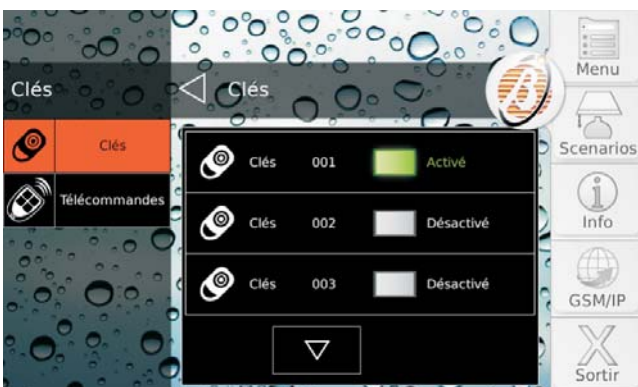 Clés
Clés
Clés
Télécommandes
Clés 001 Activé
Clés 002 Désactivé
Clés 003 Désactivé
Menu
Scenarios
Info
GSM/IP
Sortir